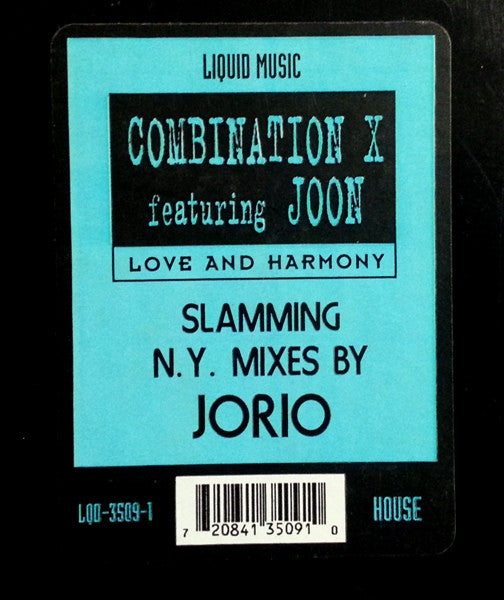 LIQUID MUSIC
COMBINATION X
featuring JOON
LOVE AND HARMONY
SLAMMING
N.Y. MIXES BY
JORIO
LQD-3509-1
7 20841 35091 0
HOUSE